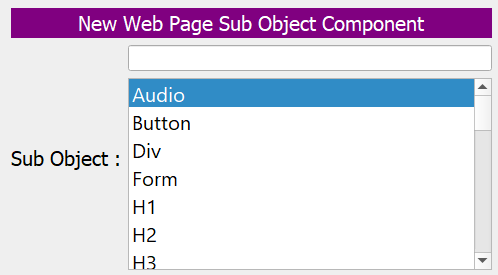 New Web Page Sub Object Component
Sub Object :
Audio
Button
Div
Form
H1
H2
H3